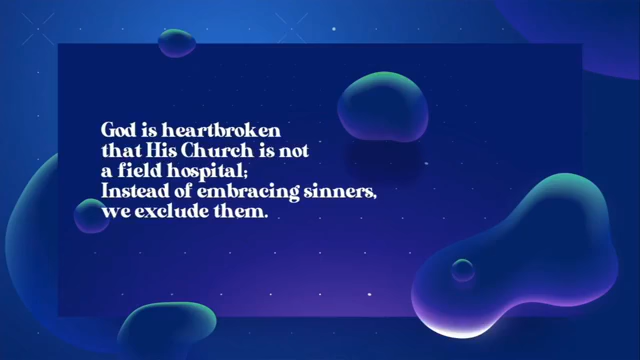 God is heartbroken
that His Church is not
a field hospital;
Instead of embracing sinners,
we exclude them.